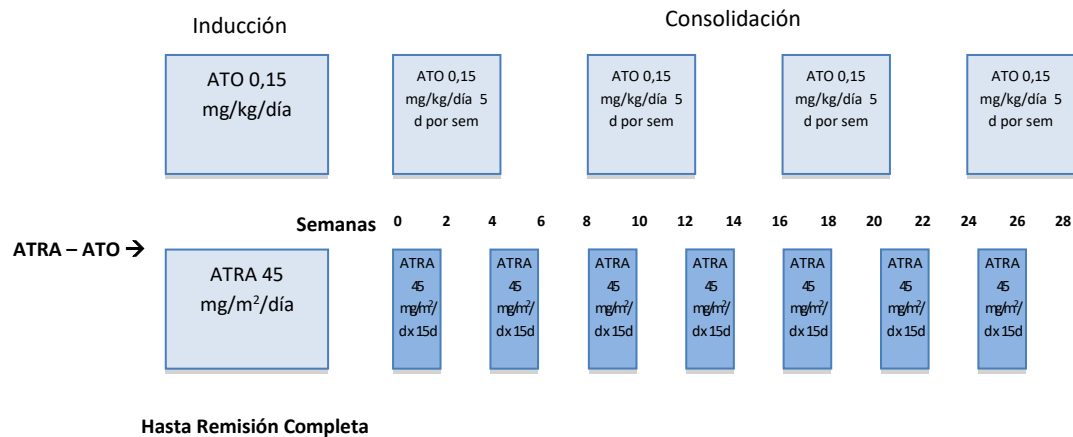 Inducción
Consolidación
ATO 0,15
mg/kg/día
ATO 0,15
mg/kg/día 5
d por sem
ATO 0,15
mg/kg/día 5
d por sem
ATO 0,15
mg/kg/día 5
d por sem
ATO 0,15
mg/kg/día 5
d por sem
Semanas 0 2 4 6 8 10 12 14 16 18 20 22 24 26 28
ATRA – ATO →
ATRA 45
mg/m²/día
ATRA
45
mg/m²/
dx 15d
ATRA
45
mg/m²/
dx 15d
ATRA
45
mg/m²/
dx 15d
ATRA
45
mg/m²/
dx 15d
ATRA
45
mg/m²/
dx 15d
ATRA
45
mg/m²/
dx 15d
ATRA
45
mg/m²/
dx 15d
Hasta Remisión Completa